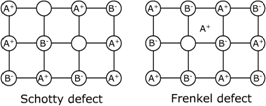 A⁺ B⁻ A⁺ B⁻
A⁺
A⁺ B⁻ A⁺ B⁻ A⁺
B⁻ A⁺ B⁻ A⁺ B⁻ A⁺ B⁻ A⁺
Schotty defect Frenkel defect